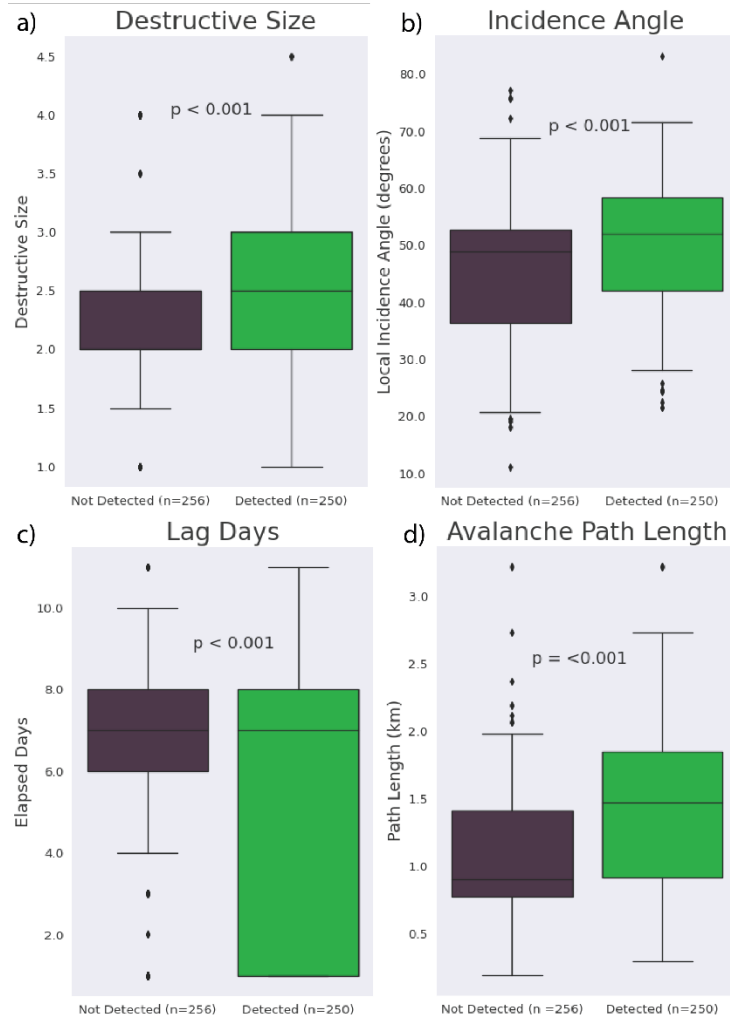 a)
Destructive Size
4.5
4.0
3.5
3.0
2.5
2.0
1.5
1.0
Destructive Size
p < 0.001
Not Detected (n=256)
Detected (n=250)
b)
Incidence Angle
80.0
70.0
60.0
50.0
40.0
30.0
20.0
10.0
Local Incidence Angle (degrees)
p < 0.001
Not Detected (n=256)
Detected (n=250)
c)
Lag Days
10.0
8.0
6.0
4.0
2.0
Elapsed Days
p < 0.001
Not Detected (n=256)
Detected (n=250)
d)
Avalanche Path Length
3.0
2.5
2.0
1.5
1.0
0.5
Path Length (km)
p = <0.001
Not Detected (n =256)
Detected (n=250)